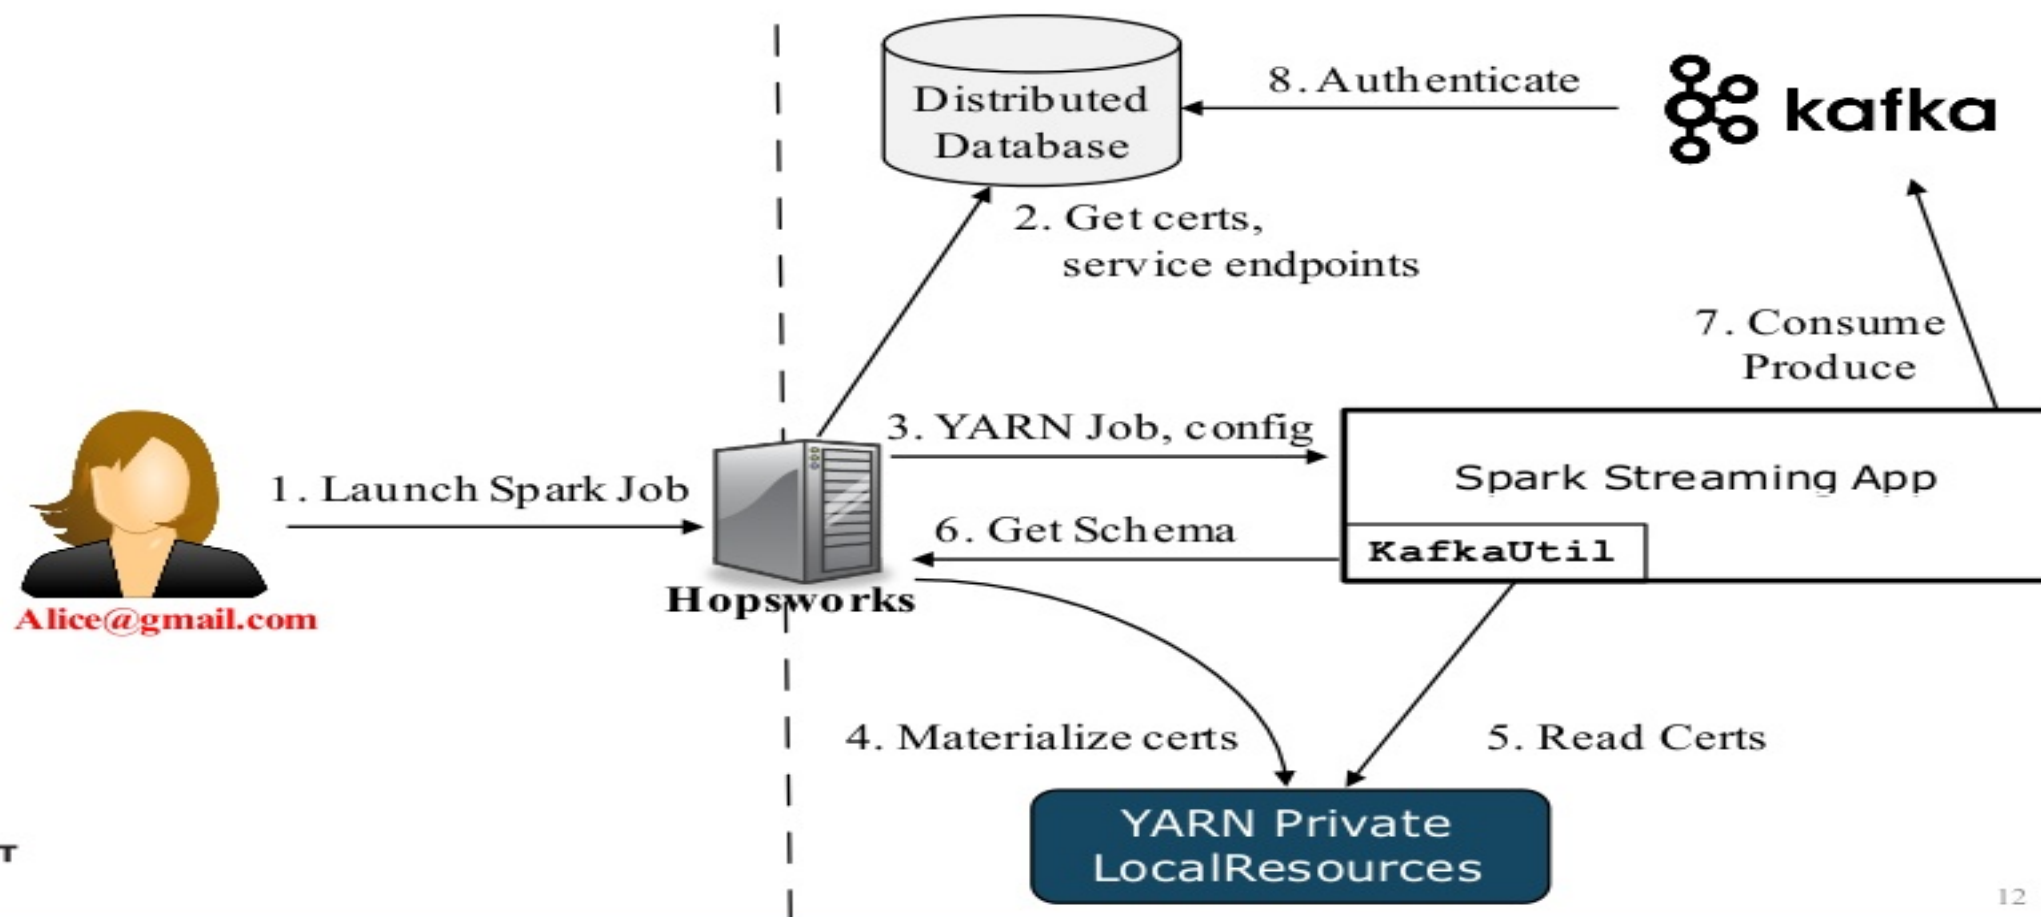 Distributed
Database
8. Authenticate
kafka
2. Get certs,
service endpoints
7. Consume
Produce
3. YARN Job, config
Spark Streaming App
1. Launch Spark Job
6. Get Schema
KafkaUtil
Hopsworks
Alice@gmail.com
4. Materialize certs
5. Read Certs
YARN Private
LocalResources
T
12